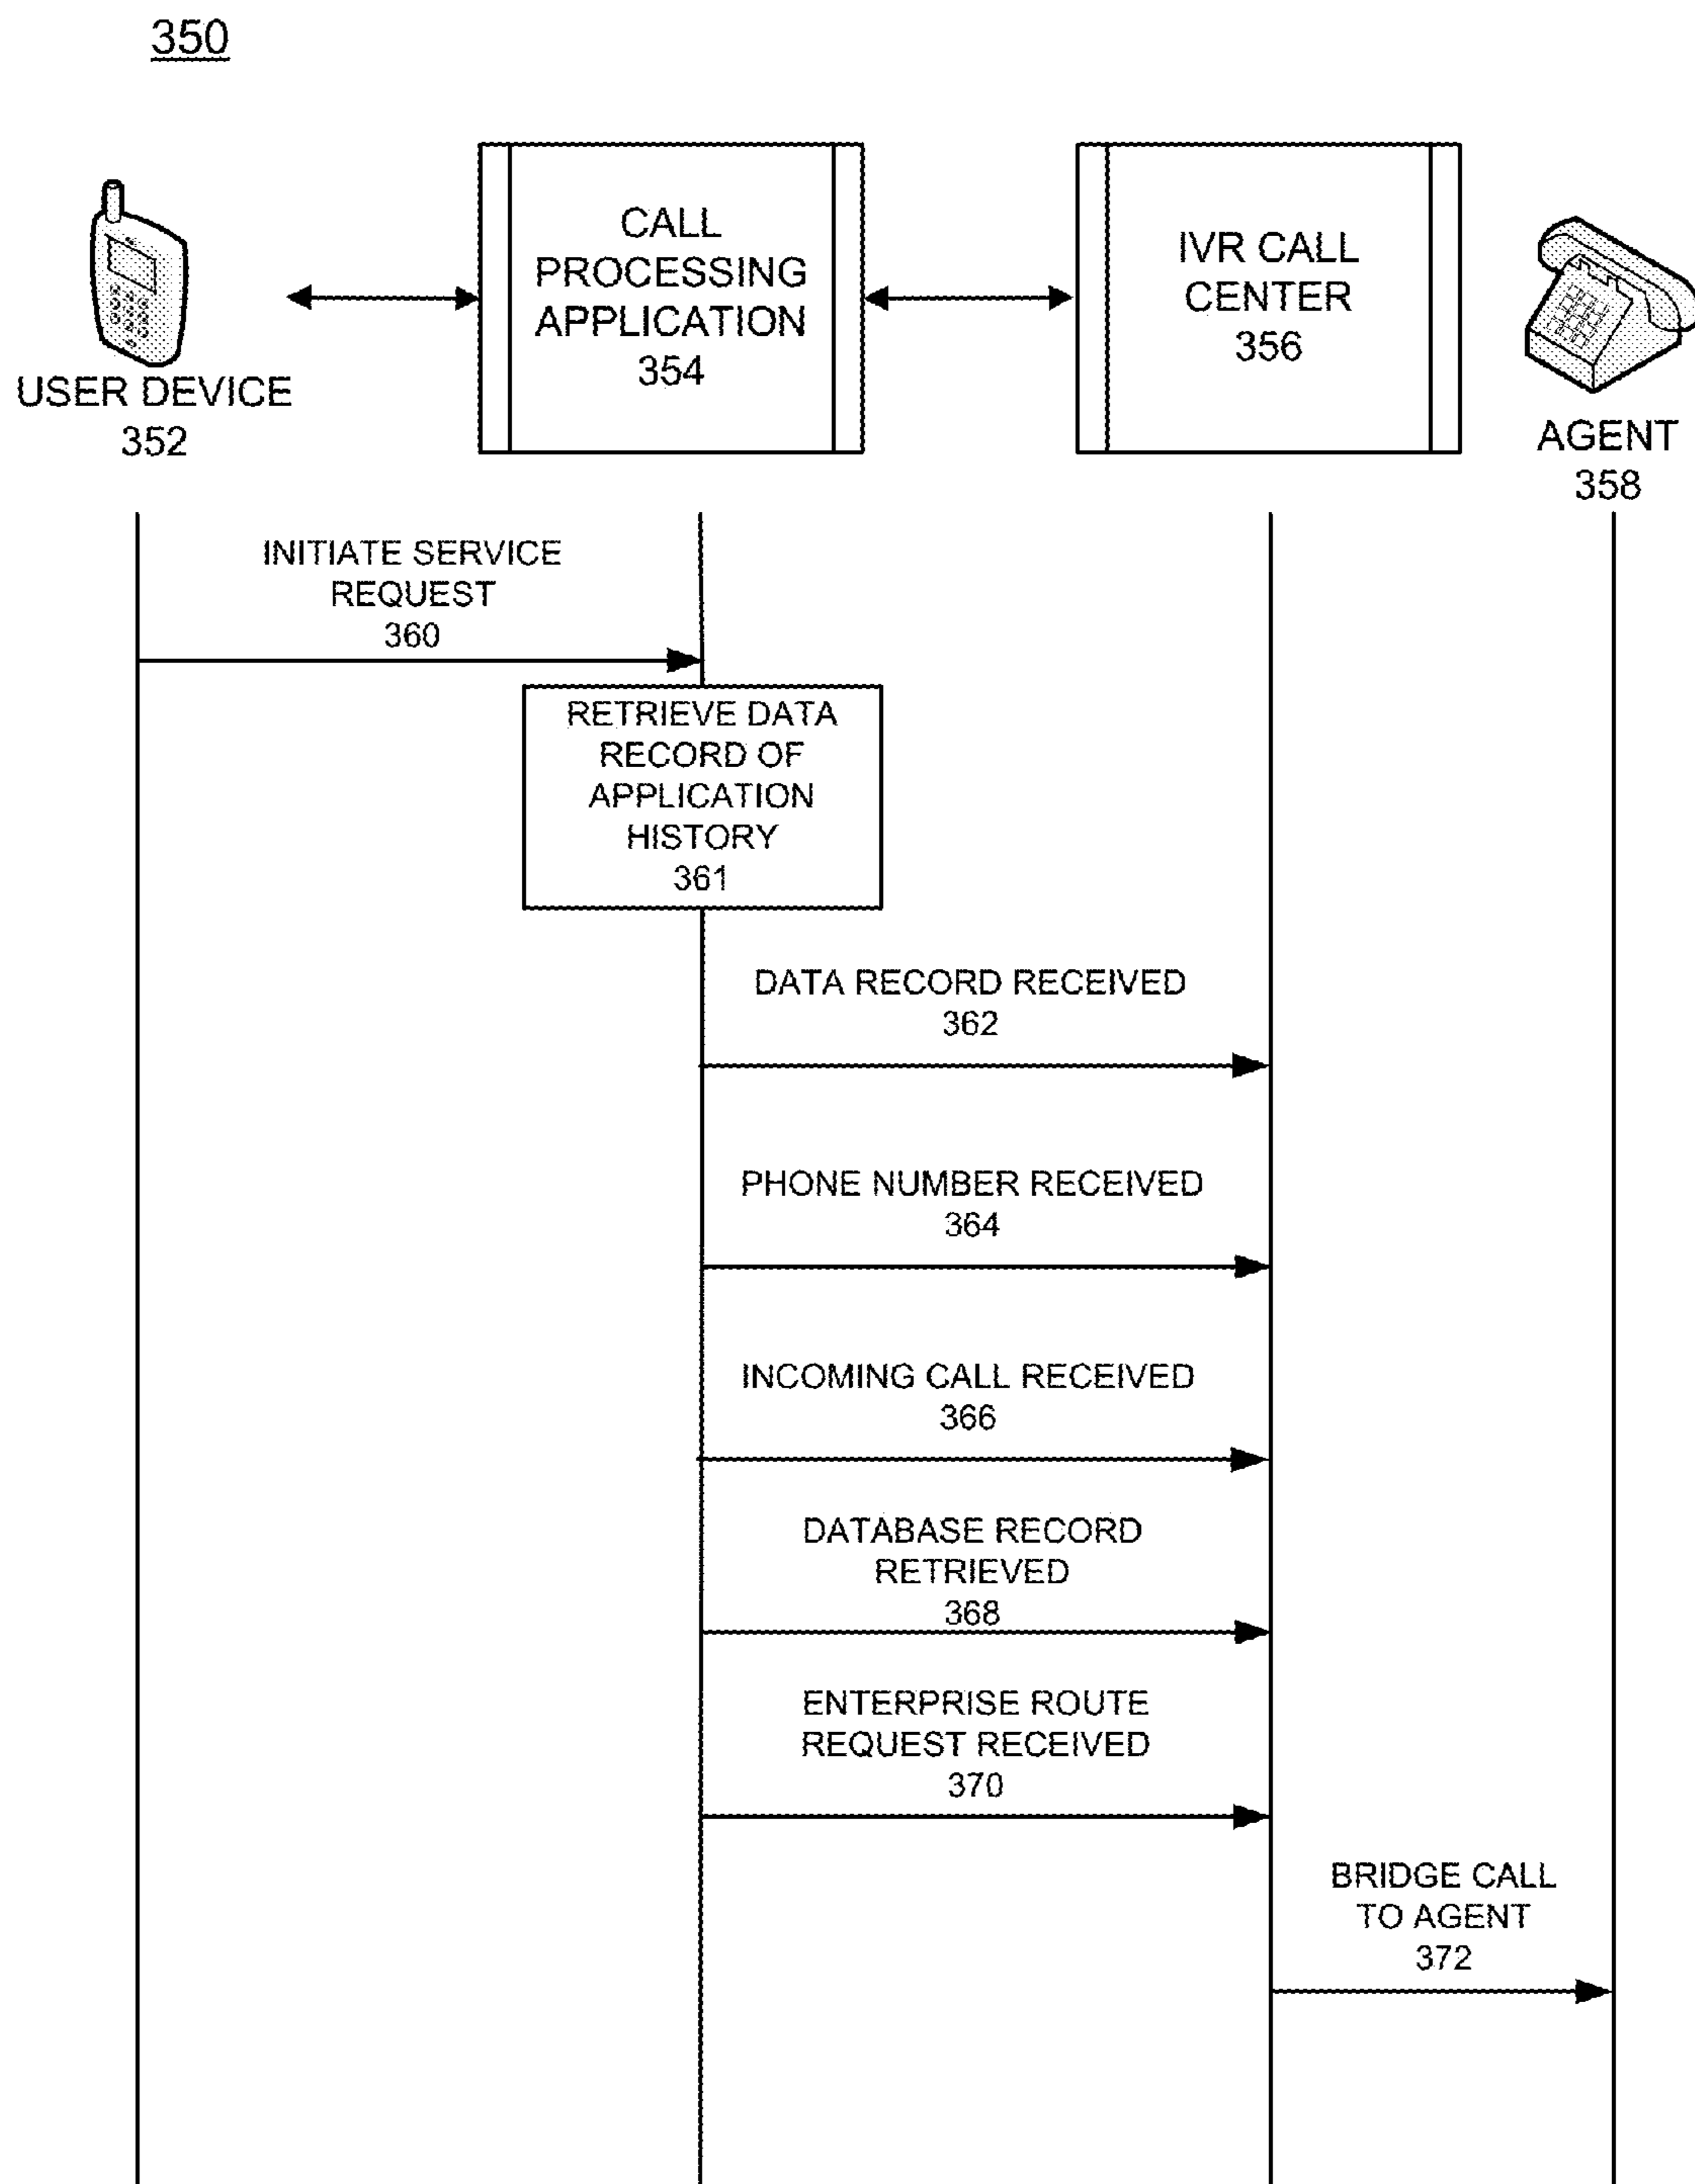 350
USER DEVICE
352
CALL
PROCESSING
APPLICATION
354
IVR CALL
CENTER
356
AGENT
358
INITIATE SERVICE
REQUEST
360
RETRIEVE DATA
RECORD OF
APPLICATION
HISTORY
361
DATA RECORD RECEIVED
362
PHONE NUMBER RECEIVED
364
INCOMING CALL RECEIVED
366
DATABASE RECORD
RETRIEVED
368
ENTERPRISE ROUTE
REQUEST RECEIVED
370
BRIDGE CALL
TO AGENT
372